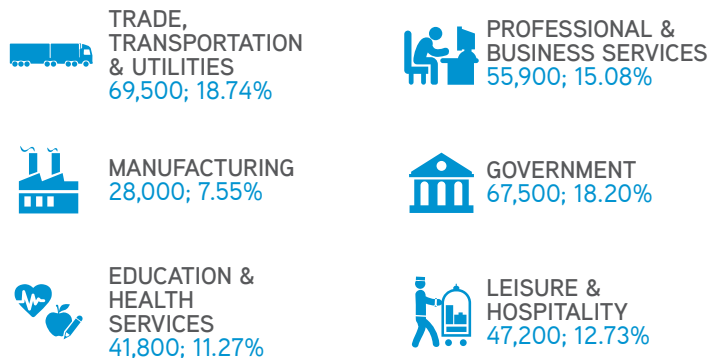 TRADE,
TRANSPORTATION
& UTILITIES
69,500; 18.74%
PROFESSIONAL &
BUSINESS SERVICES
55,900; 15.08%
MANUFACTURING
28,000; 7.55%
GOVERNMENT
67,500; 18.20%
EDUCATION &
HEALTH
SERVICES
41,800; 11.27%
LEISURE &
HOSPITALITY
47,200; 12.73%